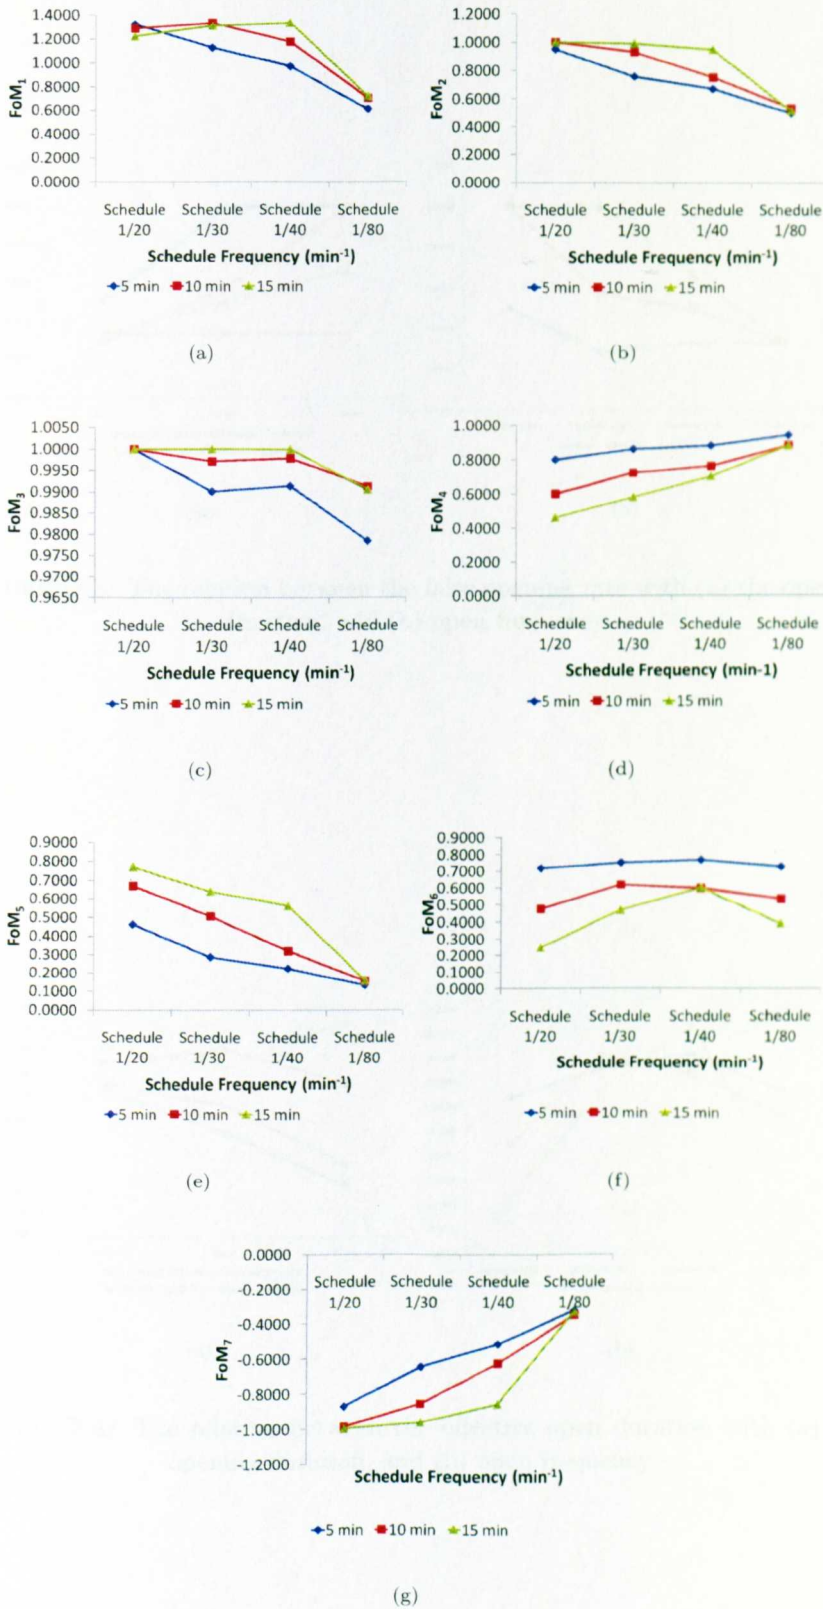 1.4000
1.2000
1.0000
0.8000
0.6000
0.4000
0.2000
0.0000
FoM1
Schedule 1/20 Schedule 1/30 Schedule 1/40 Schedule 1/80
Schedule Frequency (min-1)
5 min 10 min 15 min
(a)
1.2000
1.0000
0.8000
0.6000
0.4000
0.2000
0.0000
FoM2
Schedule 1/20 Schedule 1/30 Schedule 1/40 Schedule 1/80
Schedule Frequency (min-1)
5 min 10 min 15 min
(b)
1.0050
1.0000
0.9950
0.9900
0.9850
0.9800
0.9750
0.9700
0.9650
FoM3
Schedule 1/20 Schedule 1/30 Schedule 1/40 Schedule 1/80
Schedule Frequency (min-1)
5 min 10 min 15 min
(c)
1.0000
0.8000
0.6000
0.4000
0.2000
0.0000
FoM4
Schedule 1/20 Schedule 1/30 Schedule 1/40 Schedule 1/80
Schedule Frequency (min-1)
5 min 10 min 15 min
(d)
0.9000
0.8000
0.7000
0.6000
0.5000
0.4000
0.3000
0.2000
0.1000
0.0000
FoM5
Schedule 1/20 Schedule 1/30 Schedule 1/40 Schedule 1/80
Schedule Frequency (min-1)
5 min 10 min 15 min
(e)
0.9000
0.8000
0.7000
0.6000
0.5000
0.4000
0.3000
0.2000
0.1000
0.0000
FoM6
Schedule 1/20 Schedule 1/30 Schedule 1/40 Schedule 1/80
Schedule Frequency (min-1)
5 min 10 min 15 min
(f)
0.0000
-0.2000
-0.4000
-0.6000
-0.8000
-1.0000
-1.2000
FoM7
Schedule 1/20 Schedule 1/30 Schedule 1/40 Schedule 1/80
Schedule Frequency (min-1)
5 min 10 min 15 min
(g)